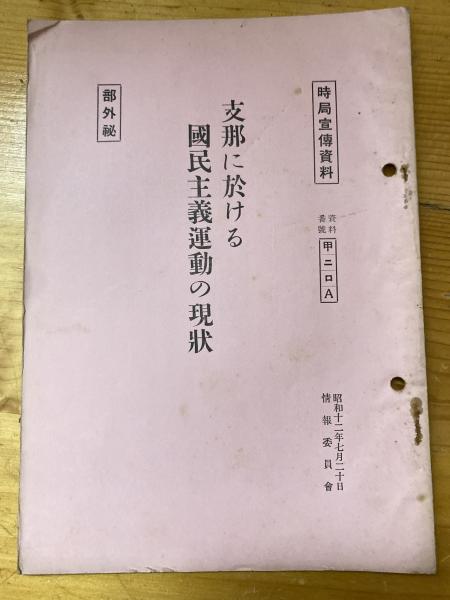 時局宣傳資料
資料
番號
甲ニロA
支那に於ける
國民主義運動の現狀
部外祕
昭和十二年七月二十日
情報委員會